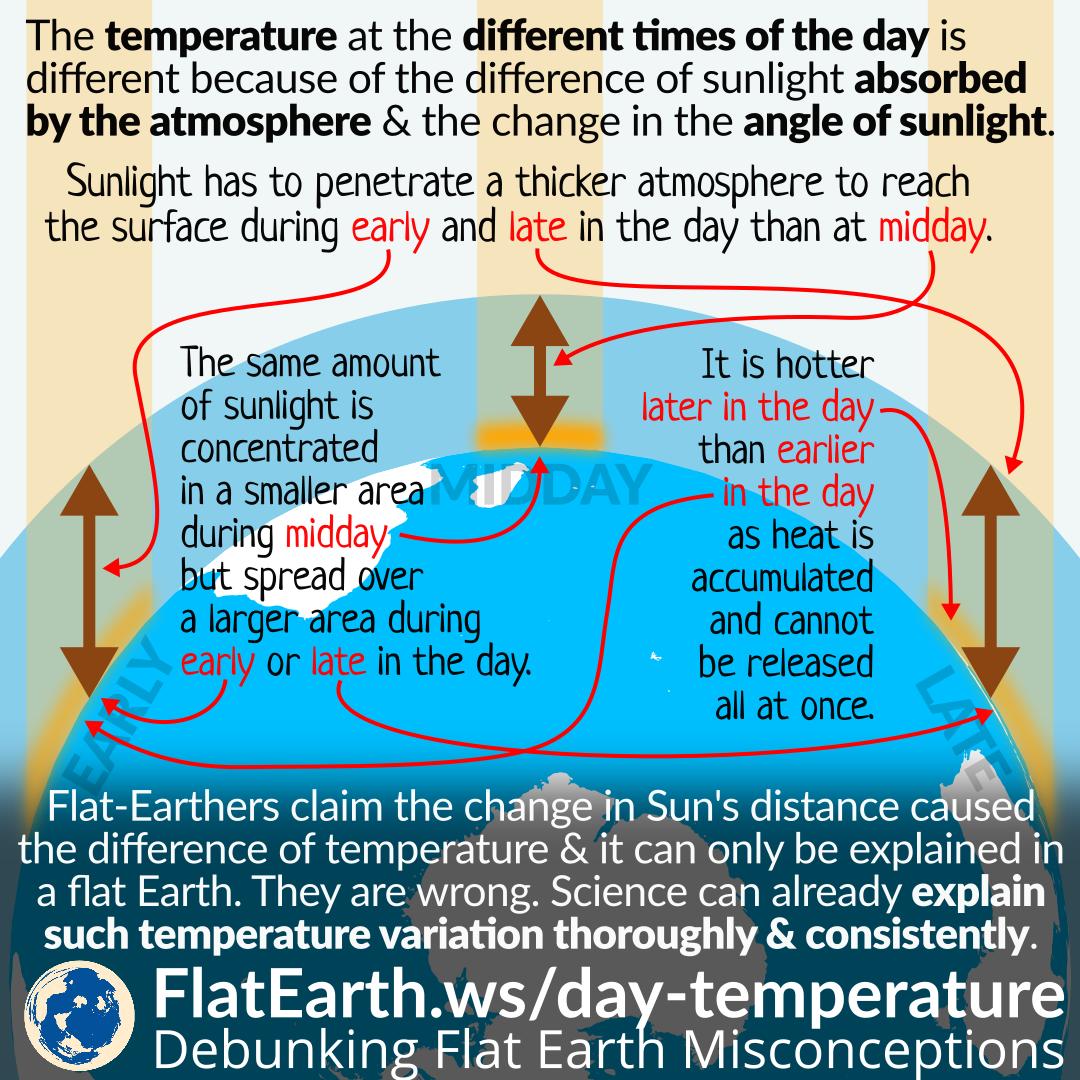 The temperature at the different times of the day is
different because of the difference of sunlight absorbed
by the atmosphere & the change in the angle of sunlight.
Sunlight has to penetrate a thicker atmosphere to reach
the surface during early and late in the day than at midday.
The same amount
of sunlight is
concentrated
in a smaller area
during midday
but spread over
a larger area during
early or late in the day.
It is hotter
later in the day
than earlier
in the day
as heat is
accumulated
and cannot
be released
all at once.
MIDDAY
EARLY
LATE
Flat-Earthers claim the change in Sun's distance caused
the difference of temperature & it can only be explained in
a flat Earth. They are wrong. Science can already explain
such temperature variation thoroughly & consistently.
FlatEarth.ws/day-temperature
Debunking Flat Earth Misconceptions